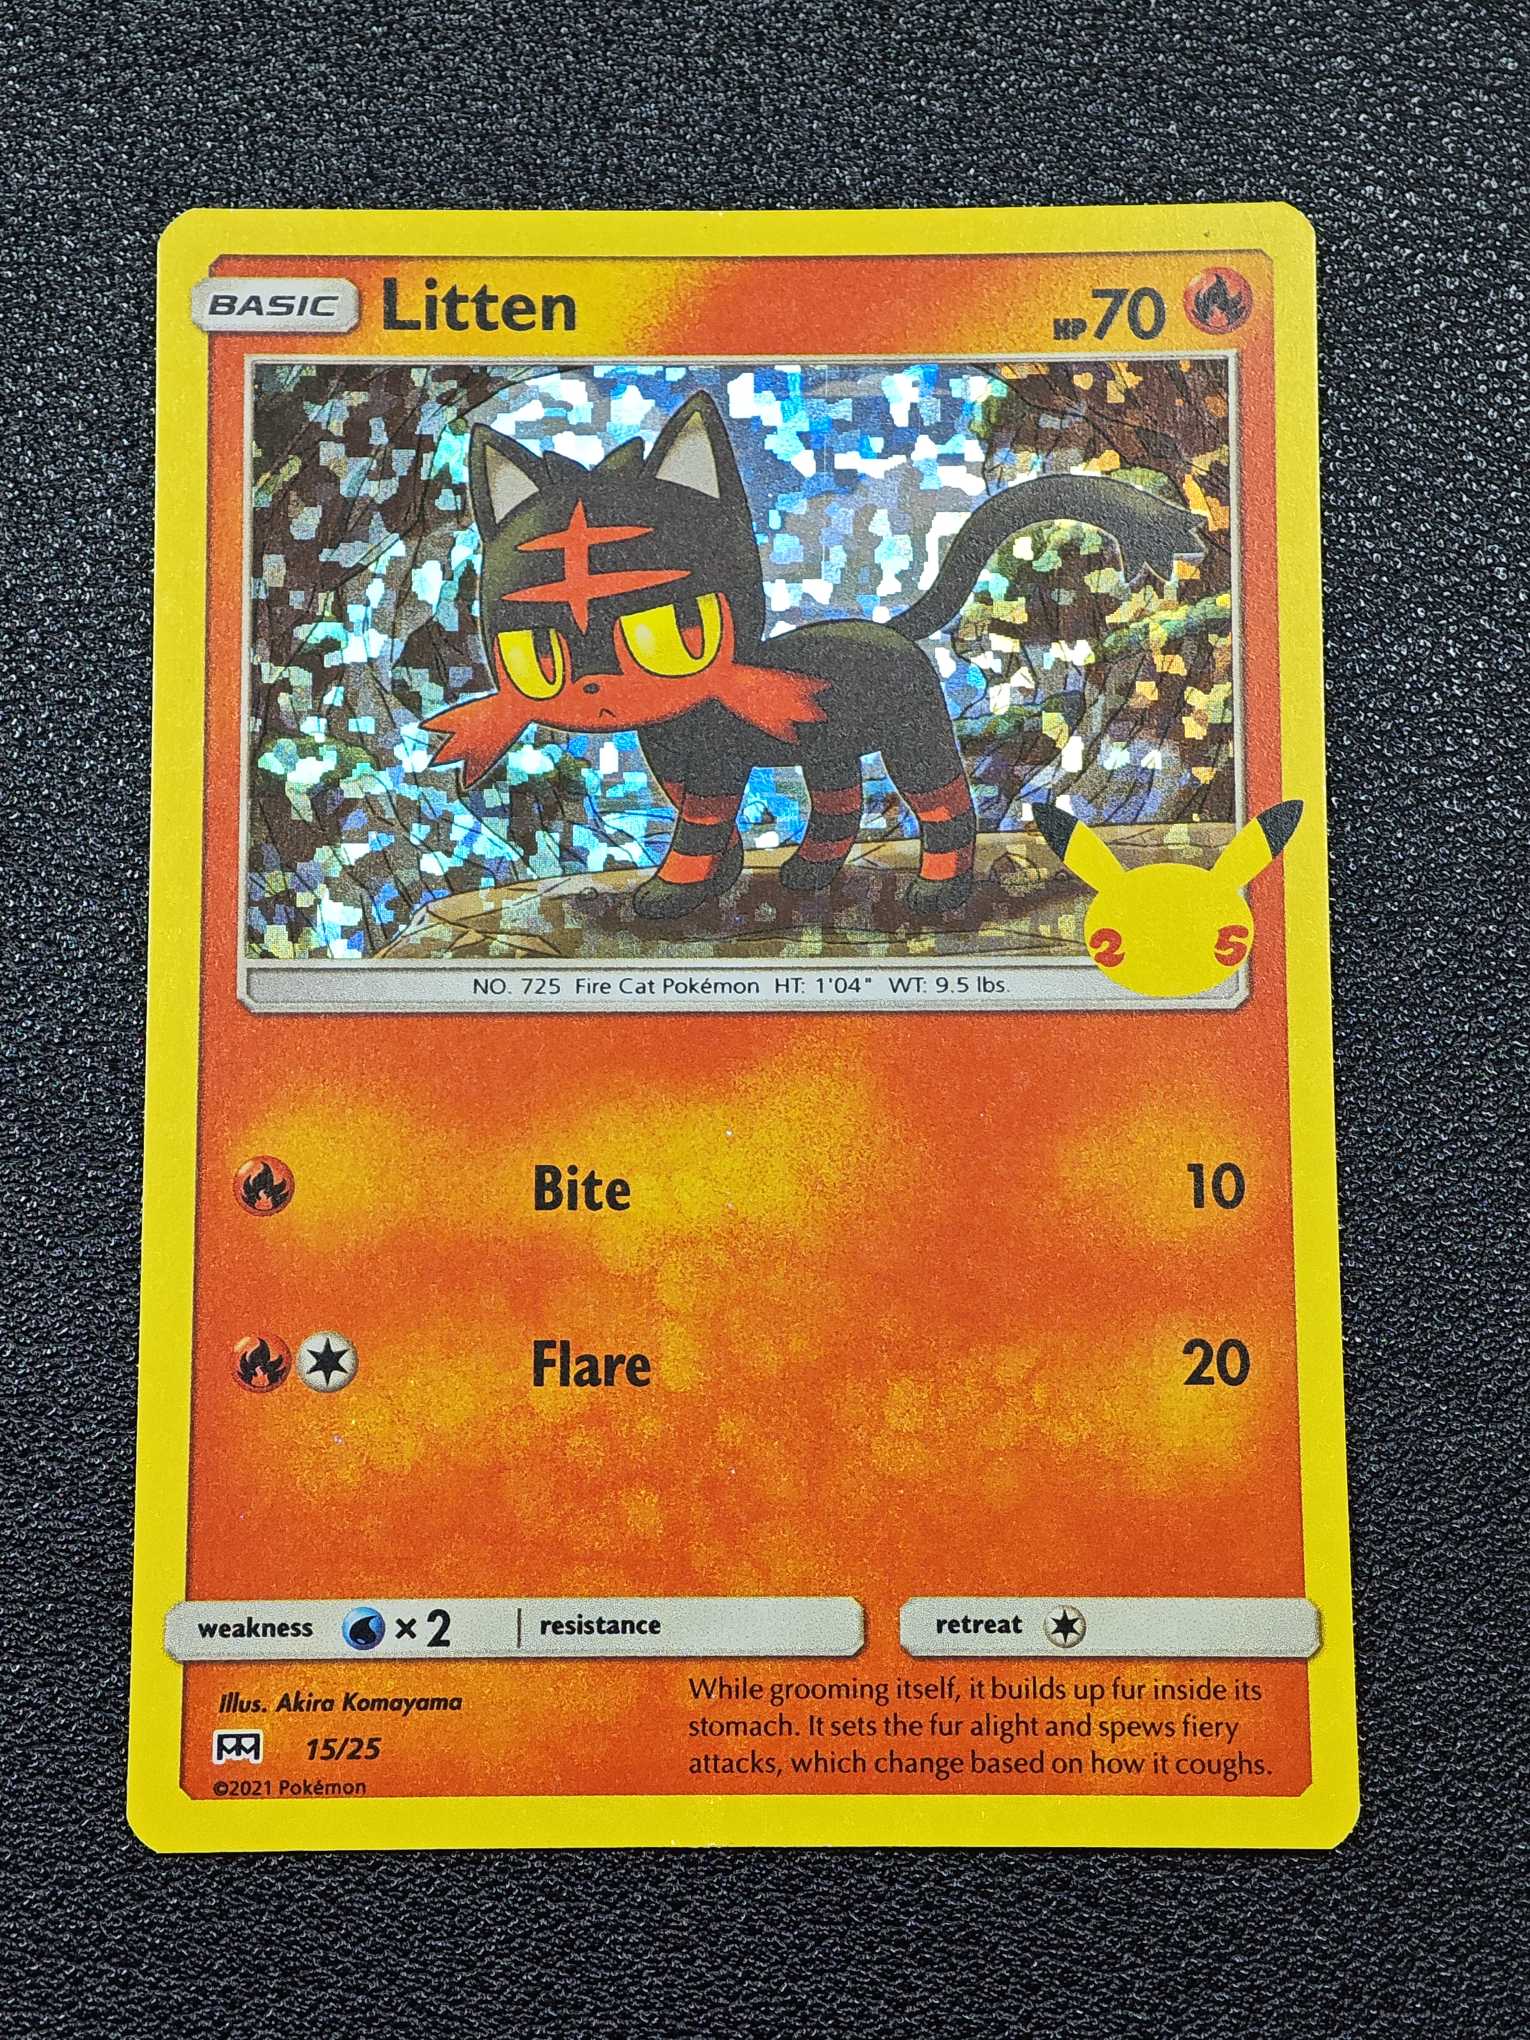 BASIC Litten HP 70
NO. 725 Fire Cat Pokémon HT: 1'04" WT: 9.5 lbs.
2 5
Bite 10
Flare 20
weakness ×2 resistance retreat
Illus. Akira Komayama
15/25
©2021 Pokémon
While grooming itself, it builds up fur inside its
stomach. It sets the fur alight and spews fiery
attacks, which change based on how it coughs.